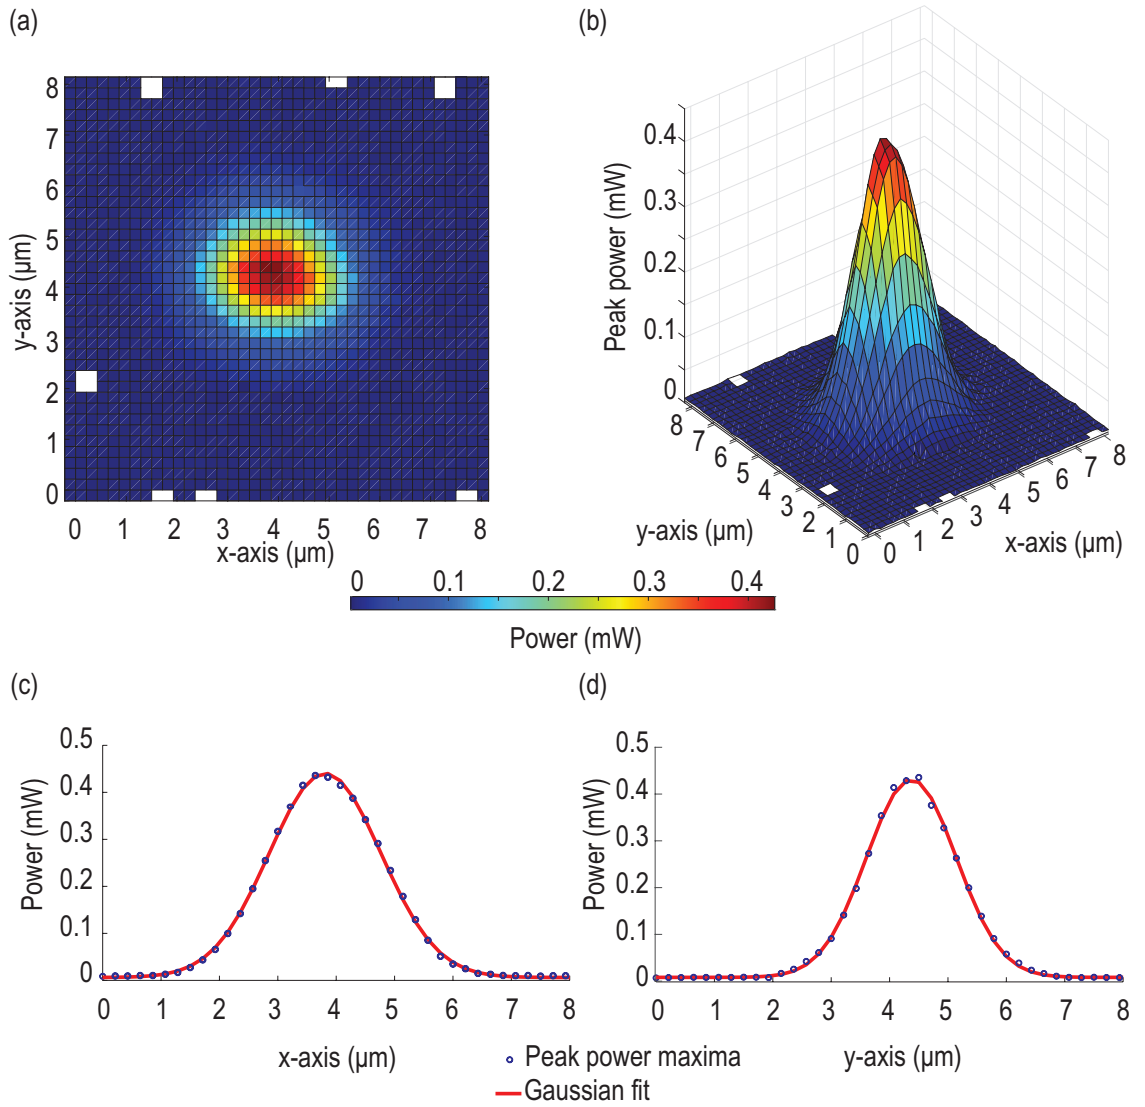 (a)
(b)
8
7
6
5
4
3
2
1
0
y-axis (µm)
0 1 2 3 4 5 6 7 8
x-axis (µm)
0.4
0.3
0.2
0.1
0
Peak power (mW)
8 7 6 5 4 3 2 1 0
y-axis (µm)
0 1 2 3 4 5 6 7 8
x-axis (µm)
0 0.1 0.2 0.3 0.4
Power (mW)
(c)
(d)
0.5
0.4
0.3
0.2
0.1
0
Power (mW)
0 1 2 3 4 5 6 7 8
x-axis (µm)
0.5
0.4
0.3
0.2
0.1
0
Power (mW)
0 1 2 3 4 5 6 7 8
y-axis (µm)
Peak power maxima
Gaussian fit